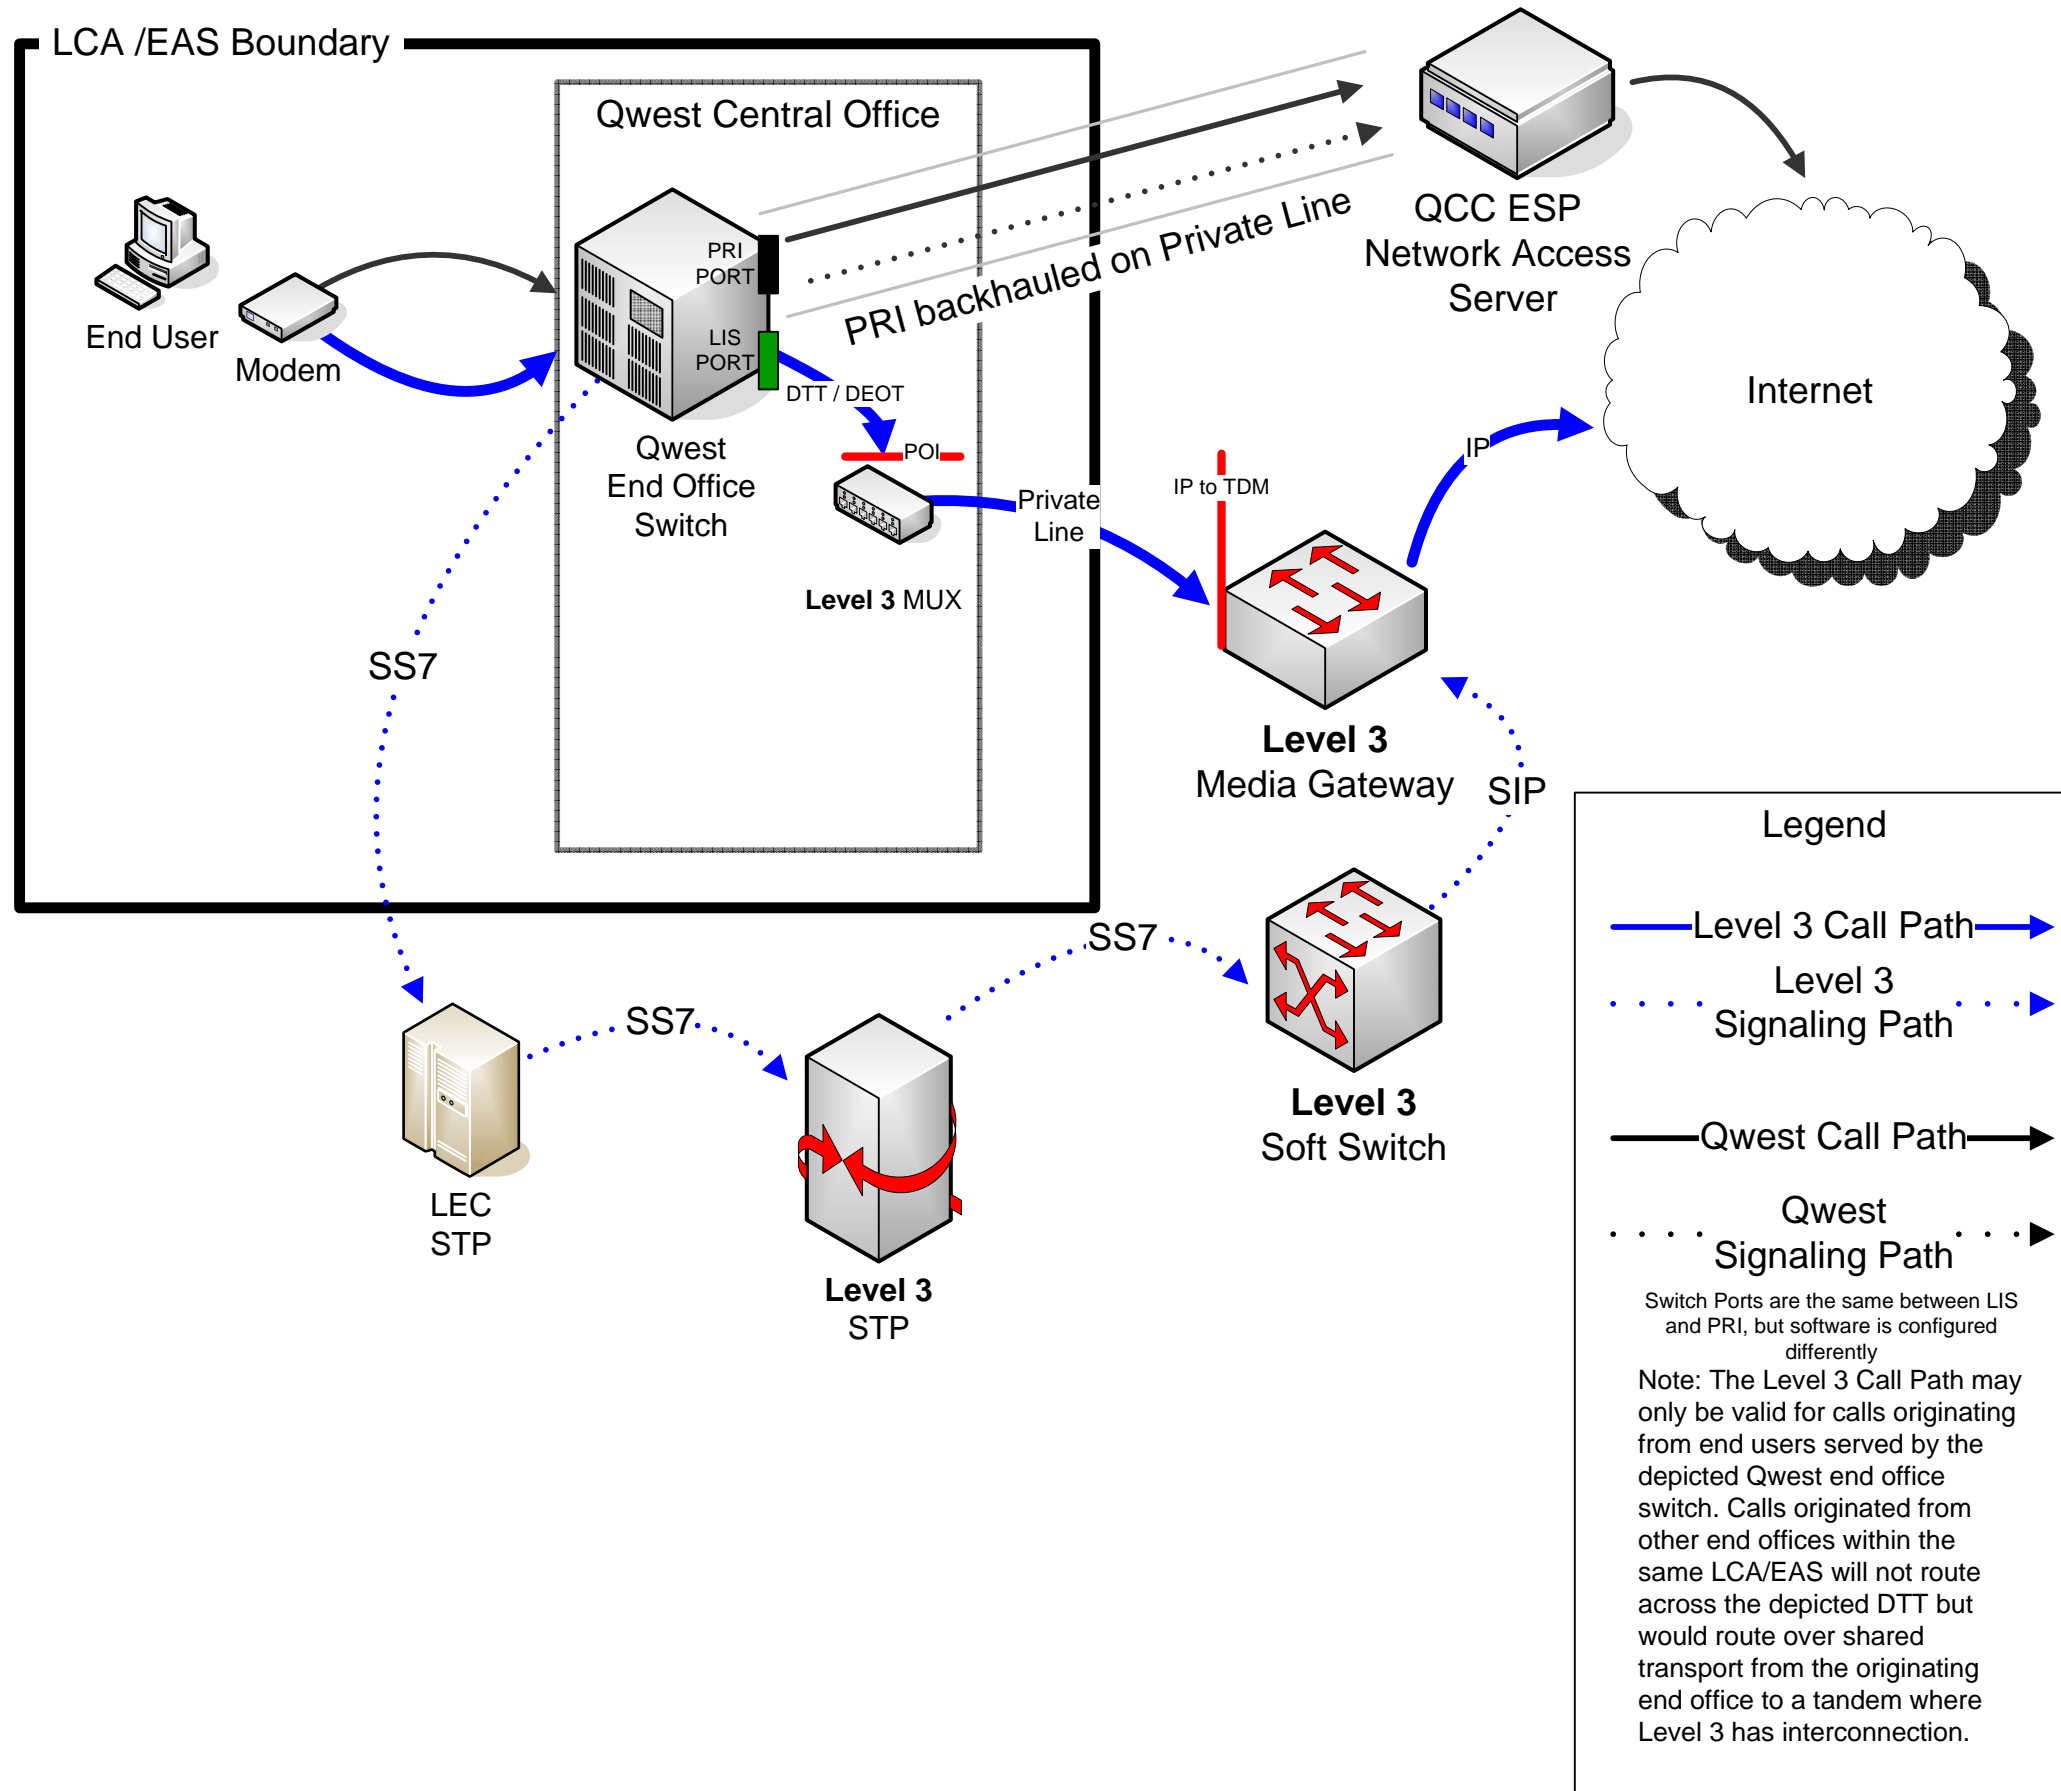 LCA /EAS Boundary
Qwest Central Office
End User
Modem
PRI
PORT
LIS
PORT
Qwest
End Office
Switch
DTT / DEOT
POI
Level 3 MUX
Private
Line
PRI backhauled on Private Line
QCC ESP
Network Access
Server
Internet
IP
IP to TDM
Level 3
Media Gateway
SIP
SS7
SS7
SS7
LEC
STP
Level 3
STP
Level 3
Soft Switch
Legend
Level 3 Call Path
Level 3
Signaling Path
Qwest Call Path
Qwest
Signaling Path
Switch Ports are the same between LIS
and PRI, but software is configured
differently
Note: The Level 3 Call Path may
only be valid for calls originating
from end users served by the
depicted Qwest end office
switch. Calls originated from
other end offices within the
same LCA/EAS will not route
across the depicted DTT but
would route over shared
transport from the originating
end office to a tandem where
Level 3 has interconnection.